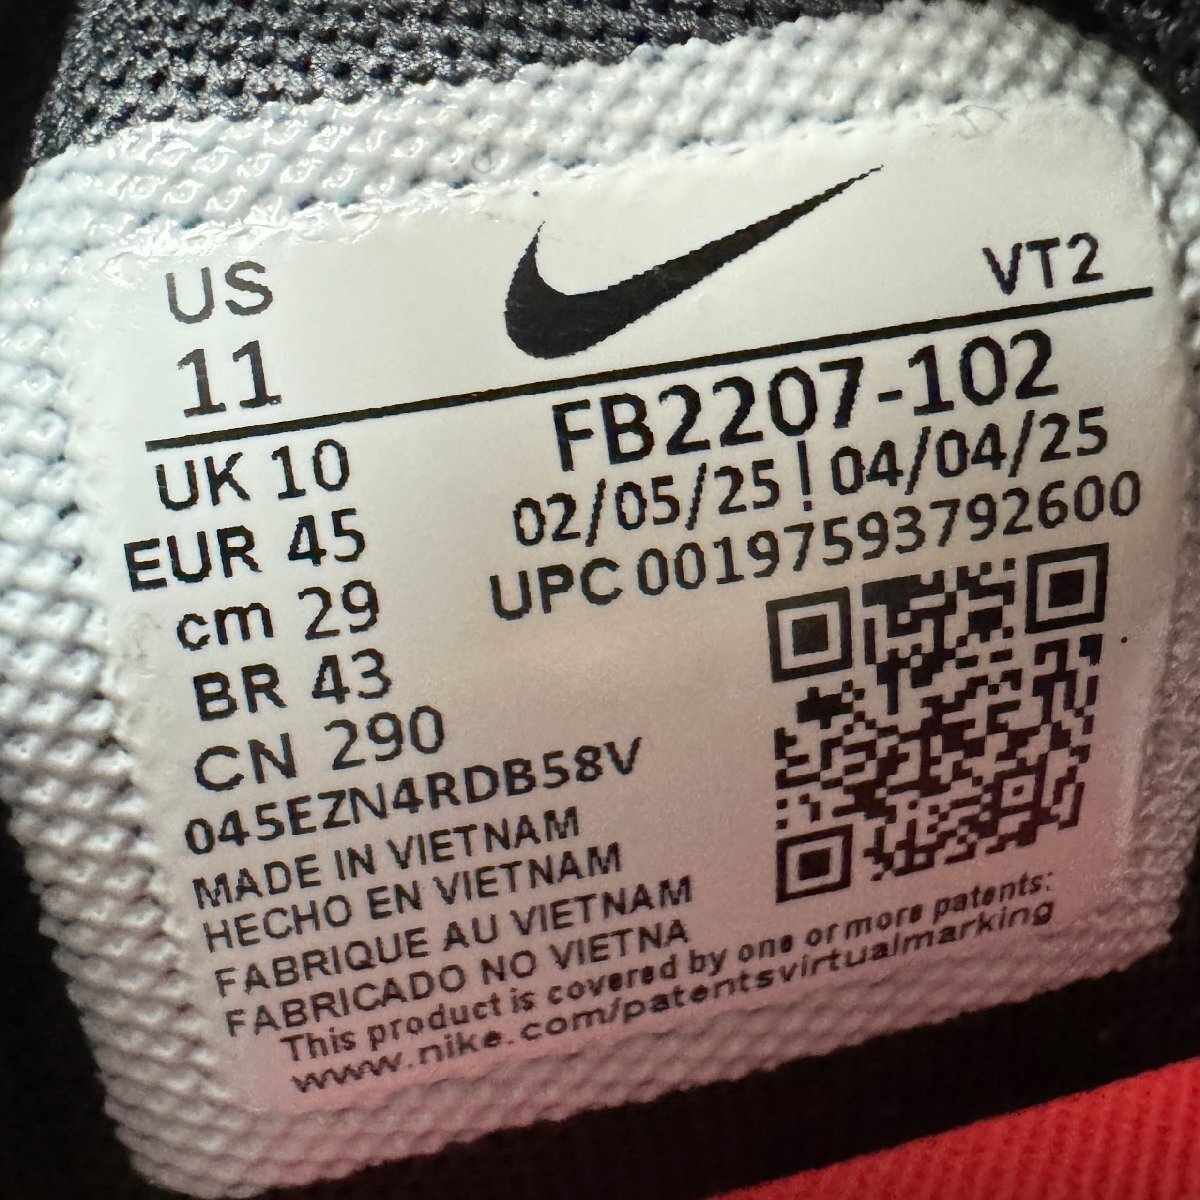 US
11
VT2
UK 10
EUR 45
cm 29
BR 43
CN 290
FB2207-102
02/05/25 | 04/04/25
UPC 00197593792600
045EZN4RDB58V
MADE IN VIETNAM
HECHO EN VIETNAM
FABRIQUE AU VIETNAM
FABRICADO NO VIETNA
This product is covered by one or more patents:
www.nike.com/patentsvirtualmarking